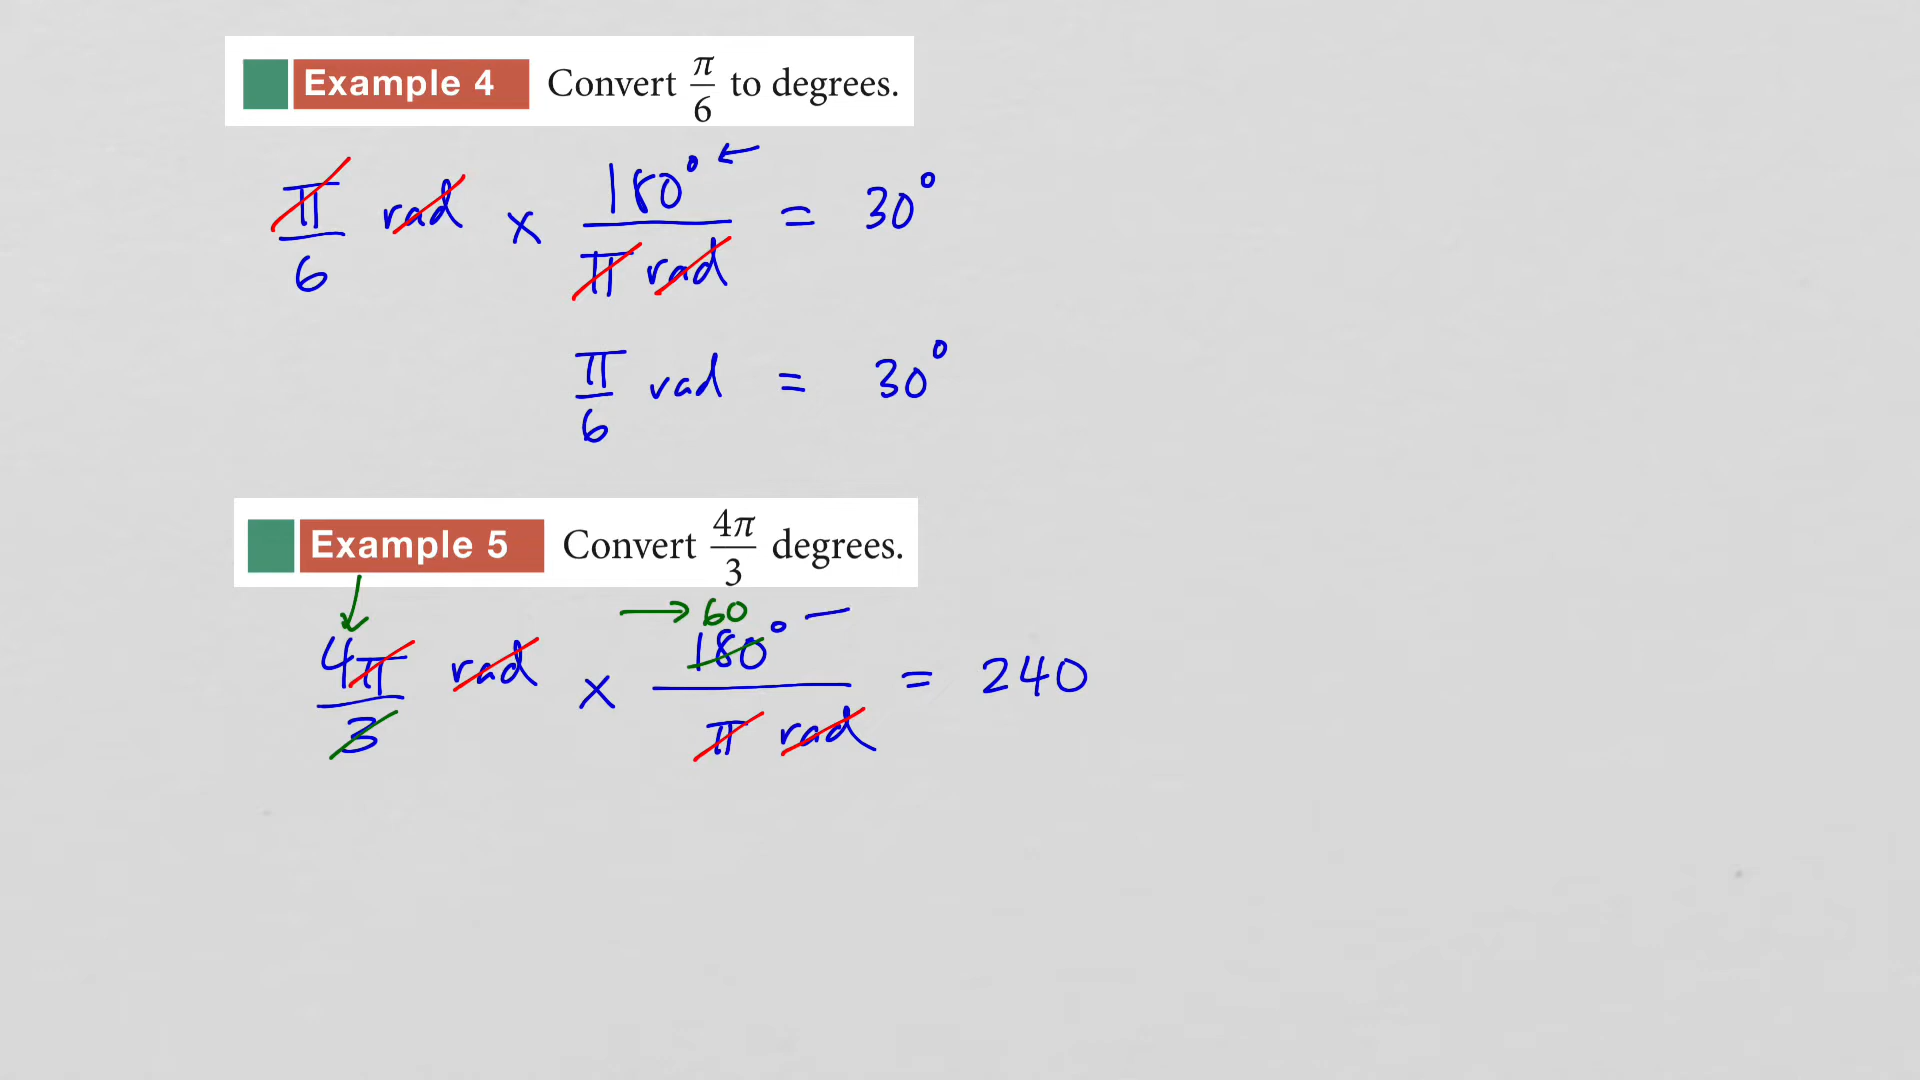 Example 4 Convert π/6 to degrees.
π/6 rad × 180°/π rad = 30°
π/6 rad = 30°
Example 5 Convert 4π/3 degrees.
→ 60
4π/3 rad × 180°/π rad = 240